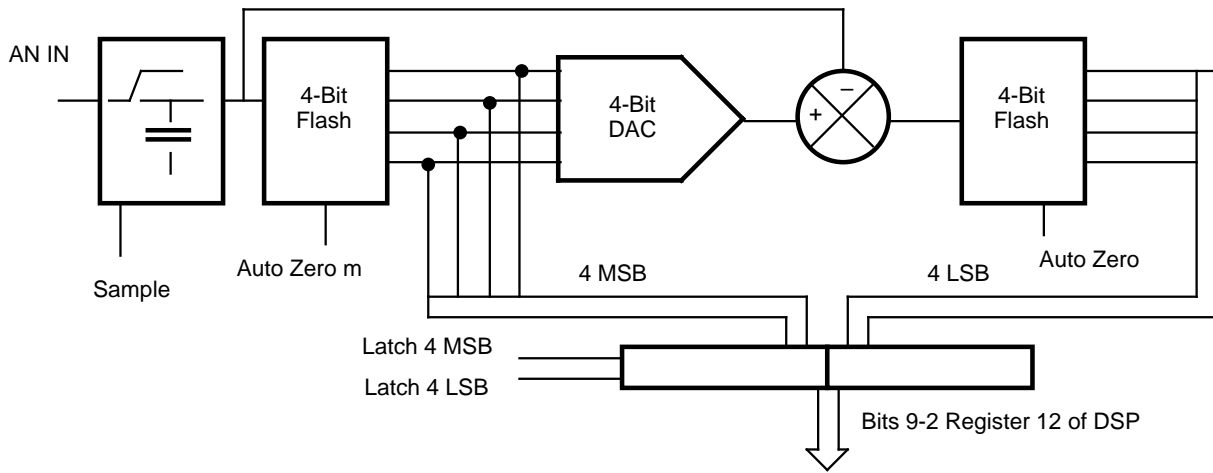 AN IN
4-Bit
Flash
4-Bit
DAC
−
+
4-Bit
Flash
Sample
Auto Zero m
4 MSB
4 LSB
Auto Zero
Latch 4 MSB
Latch 4 LSB
Bits 9-2 Register 12 of DSP